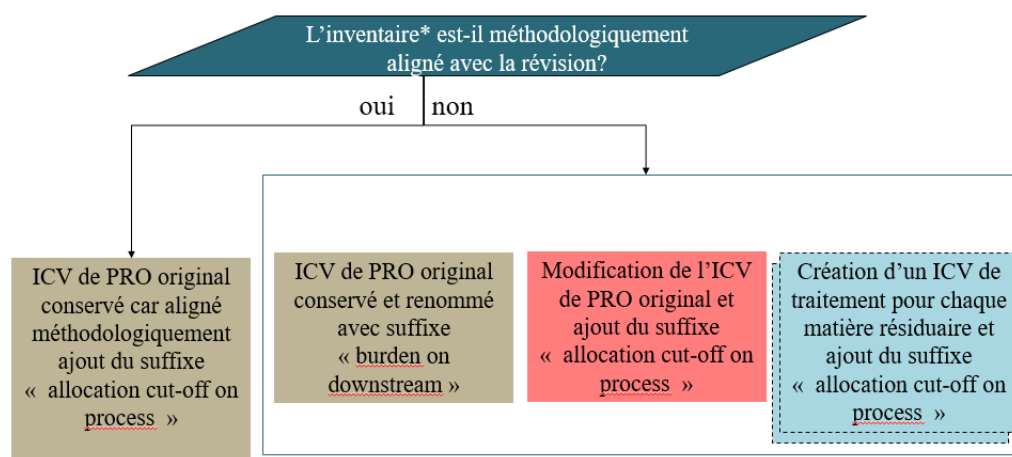 L’inventaire* est-il méthodologiquement
aligné avec la révision?
oui
non
ICV de PRO original
conservé car aligné
méthodologiquement
ajout du suffixe
«  allocation cut-off on
process  »
ICV de PRO original
conservé et renommé
avec suffixe
« burden on
downstream »
Modification de l’ICV
de PRO original et
ajout du suffixe
«  allocation cut-off on
process  »
Création d’un ICV de
traitement pour chaque
matière résiduaire et
ajout du suffixe
«  allocation cut-off on
process  »